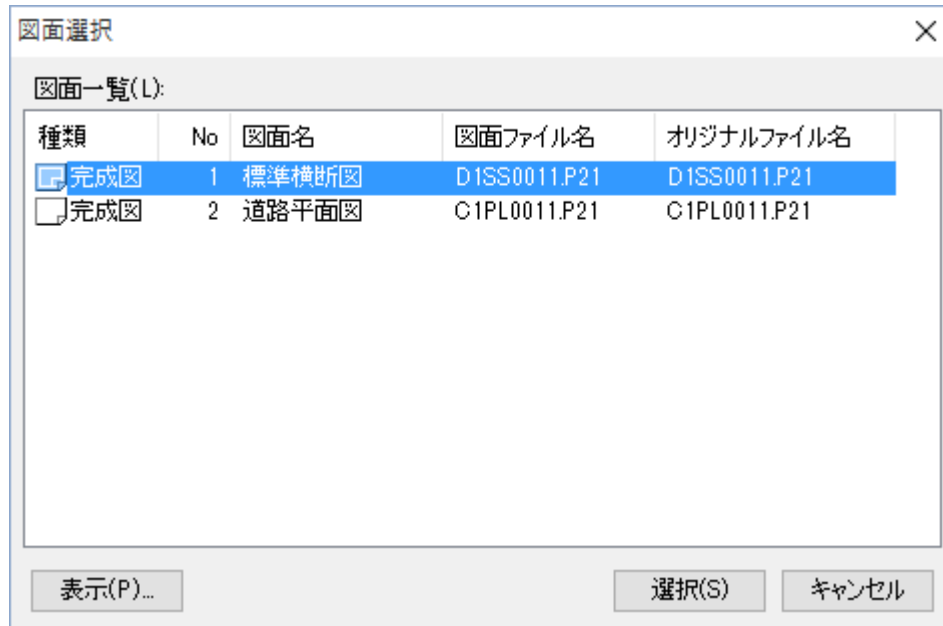 図面選択
図面一覧(L):
種類 No 図面名 図面ファイル名 オリジナルファイル名
完成図 1 標準横断図 D1SS0011.P21 D1SS0011.P21
完成図 2 道路平面図 C1PL0011.P21 C1PL0011.P21
表示(P)... 選択(S) キャンセル